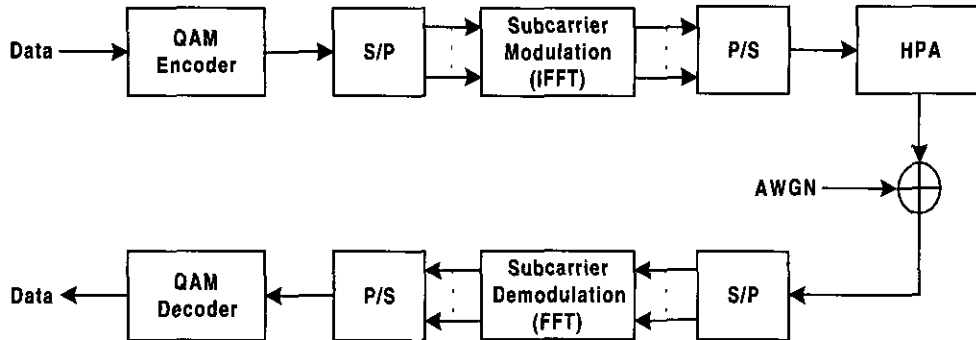 Data
QAM
Encoder
S/P
Subcarrier
Modulation
(iFFT)
P/S
HPA
AWGN
Data
QAM
Decoder
P/S
Subcarrier
Demodulation
(FFT)
S/P